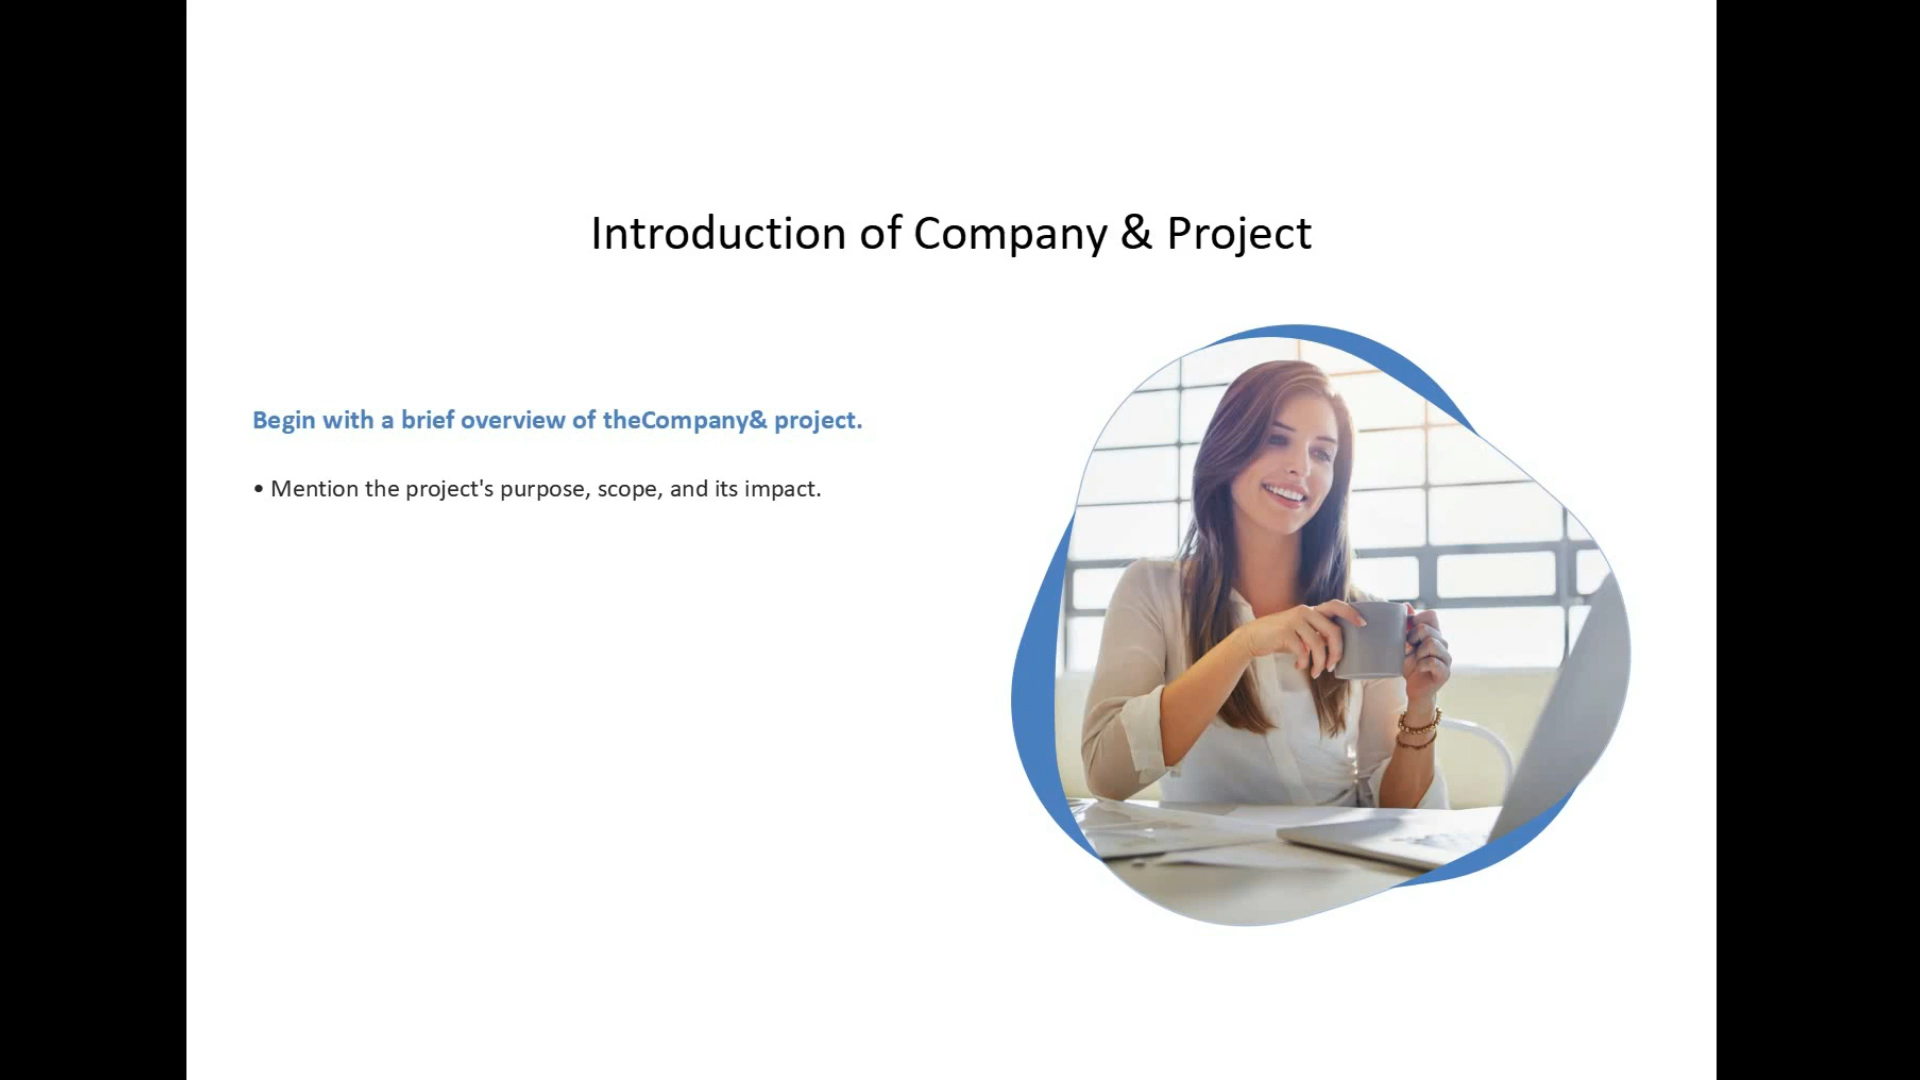 Introduction of Company & Project
Begin with a brief overview of theCompany& project.
• Mention the project's purpose, scope, and its impact.